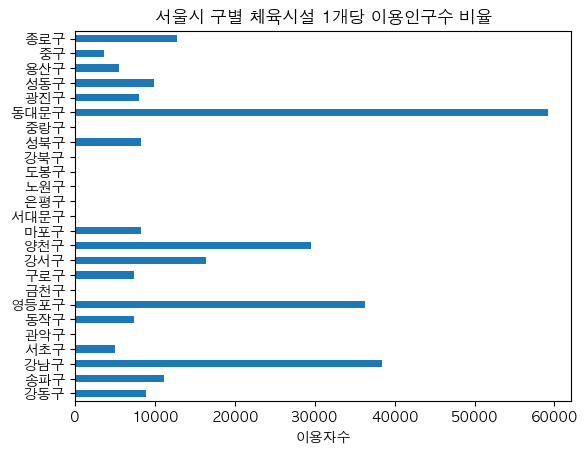 서울시 구별 체육시설 1개당 이용인구수 비율
종로구
중구
용산구
성동구
광진구
동대문구
중랑구
성북구
강북구
도봉구
노원구
은평구
서대문구
마포구
양천구
강서구
구로구
금천구
영등포구
동작구
관악구
서초구
강남구
송파구
강동구
0 10000 20000 30000 40000 50000 60000
이용자수